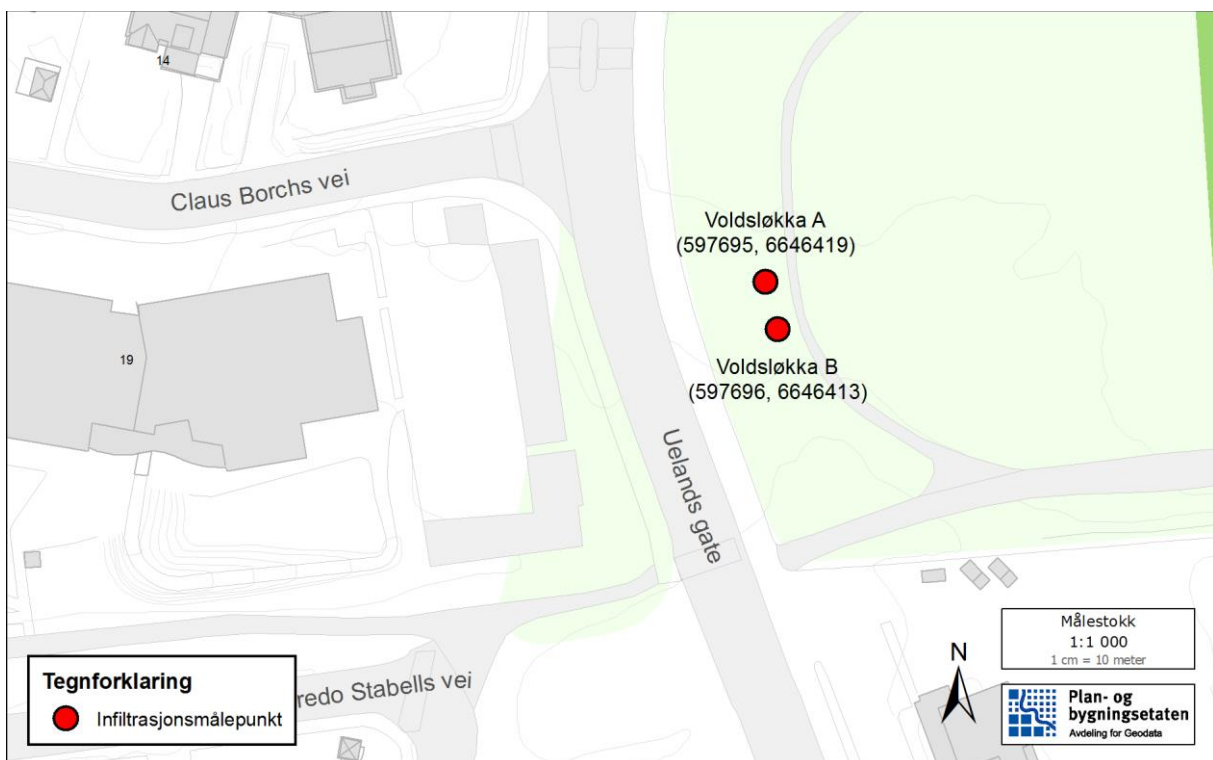 14
Claus Borchs vei
Voldsløkka A
(597695, 6646419)
Voldsløkka B
(597696, 6646413)
19
Uelands gate
Målestokk
1:1 000
1 cm = 10 meter
N
Tegnforklaring
Infiltrasjonsmålepunkt
redo Stabells vei
Plan- og
bygningsetaten
Avdeling for Geodata